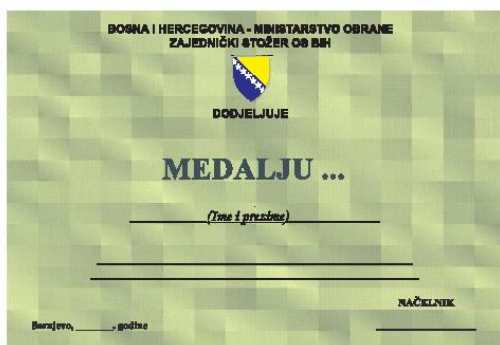 BOSNA I HERCEGOVINA - MINISTARSTVO OBRANE
ZAJEDNIČKI STOŽER OS BIH
DODJELJUJE
MEDALJU ...
(Ime i prezime)
NAČELNIK
Sarajevo, ______, godine